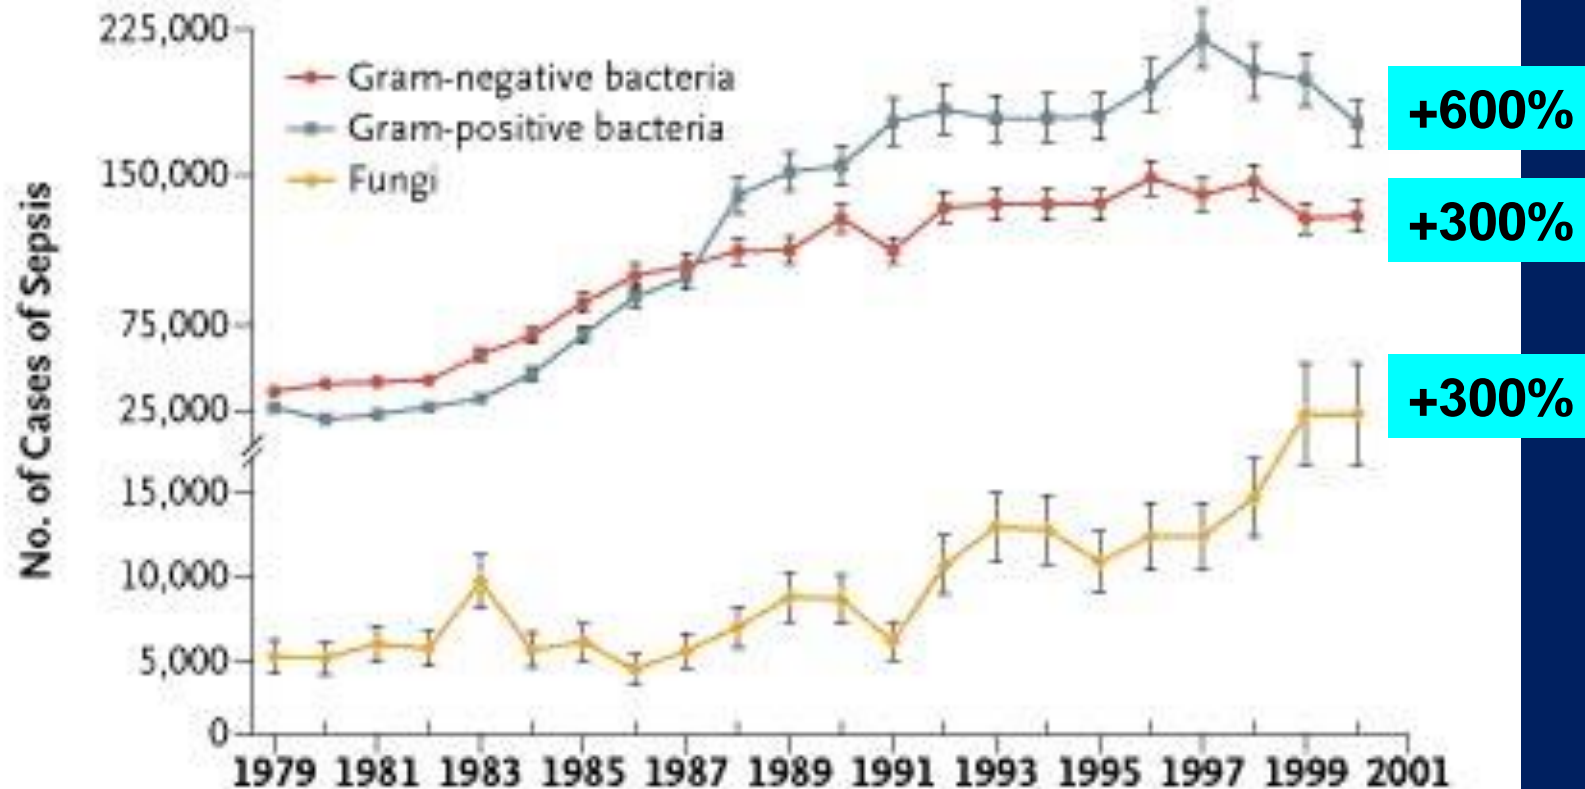 No. of Cases of Sepsis
225,000
150,000
75,000
25,000
15,000
10,000
5,000
0
Gram-negative bacteria
Gram-positive bacteria
Fungi
+600%
+300%
+300%
1979 1981 1983 1985 1987 1989 1991 1993 1995 1997 1999 2001